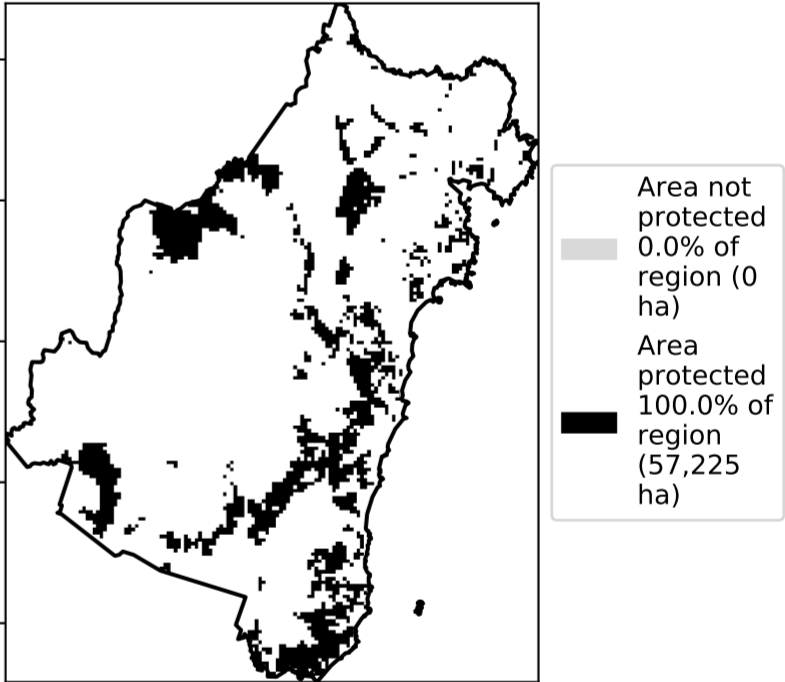 Area not
protected
0.0% of
region (0
ha)
Area
protected
100.0% of
region
(57,225
ha)